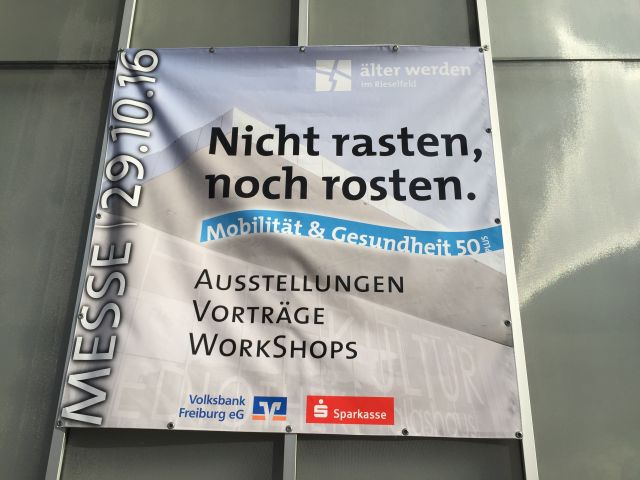 MESSE | 29.10.16
älter werden
im Rieselfeld
Nicht rasten,
noch rosten.
Mobilität & Gesundheit 50 PLUS
AUSSTELLUNGEN
VORTRÄGE
WORKSHOPS
Volksbank
Freiburg eG
Sparkasse